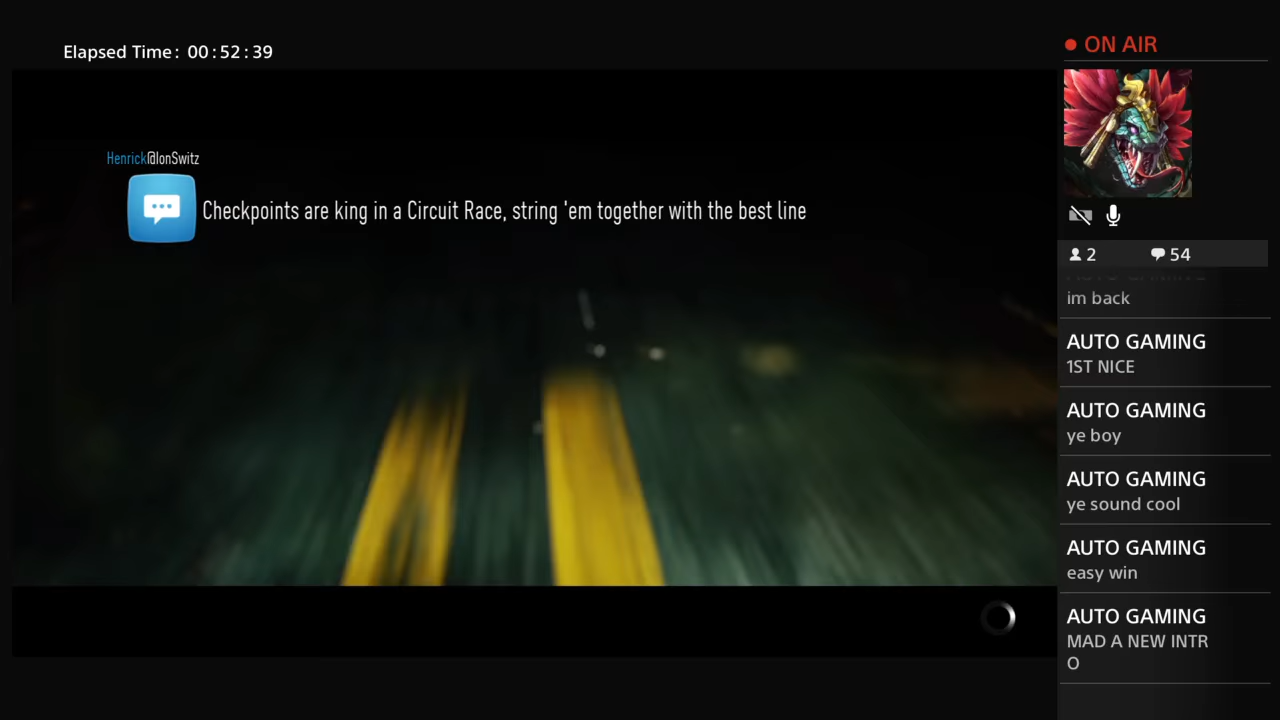 Elapsed Time: 00:52:39
ON AIR
Henrick@IonSwitz
Checkpoints are king in a Circuit Race, string 'em together with the best line
2
54
im back
AUTO GAMING
1ST NICE
AUTO GAMING
ye boy
AUTO GAMING
ye sound cool
AUTO GAMING
easy win
AUTO GAMING
MAD A NEW INTR
O